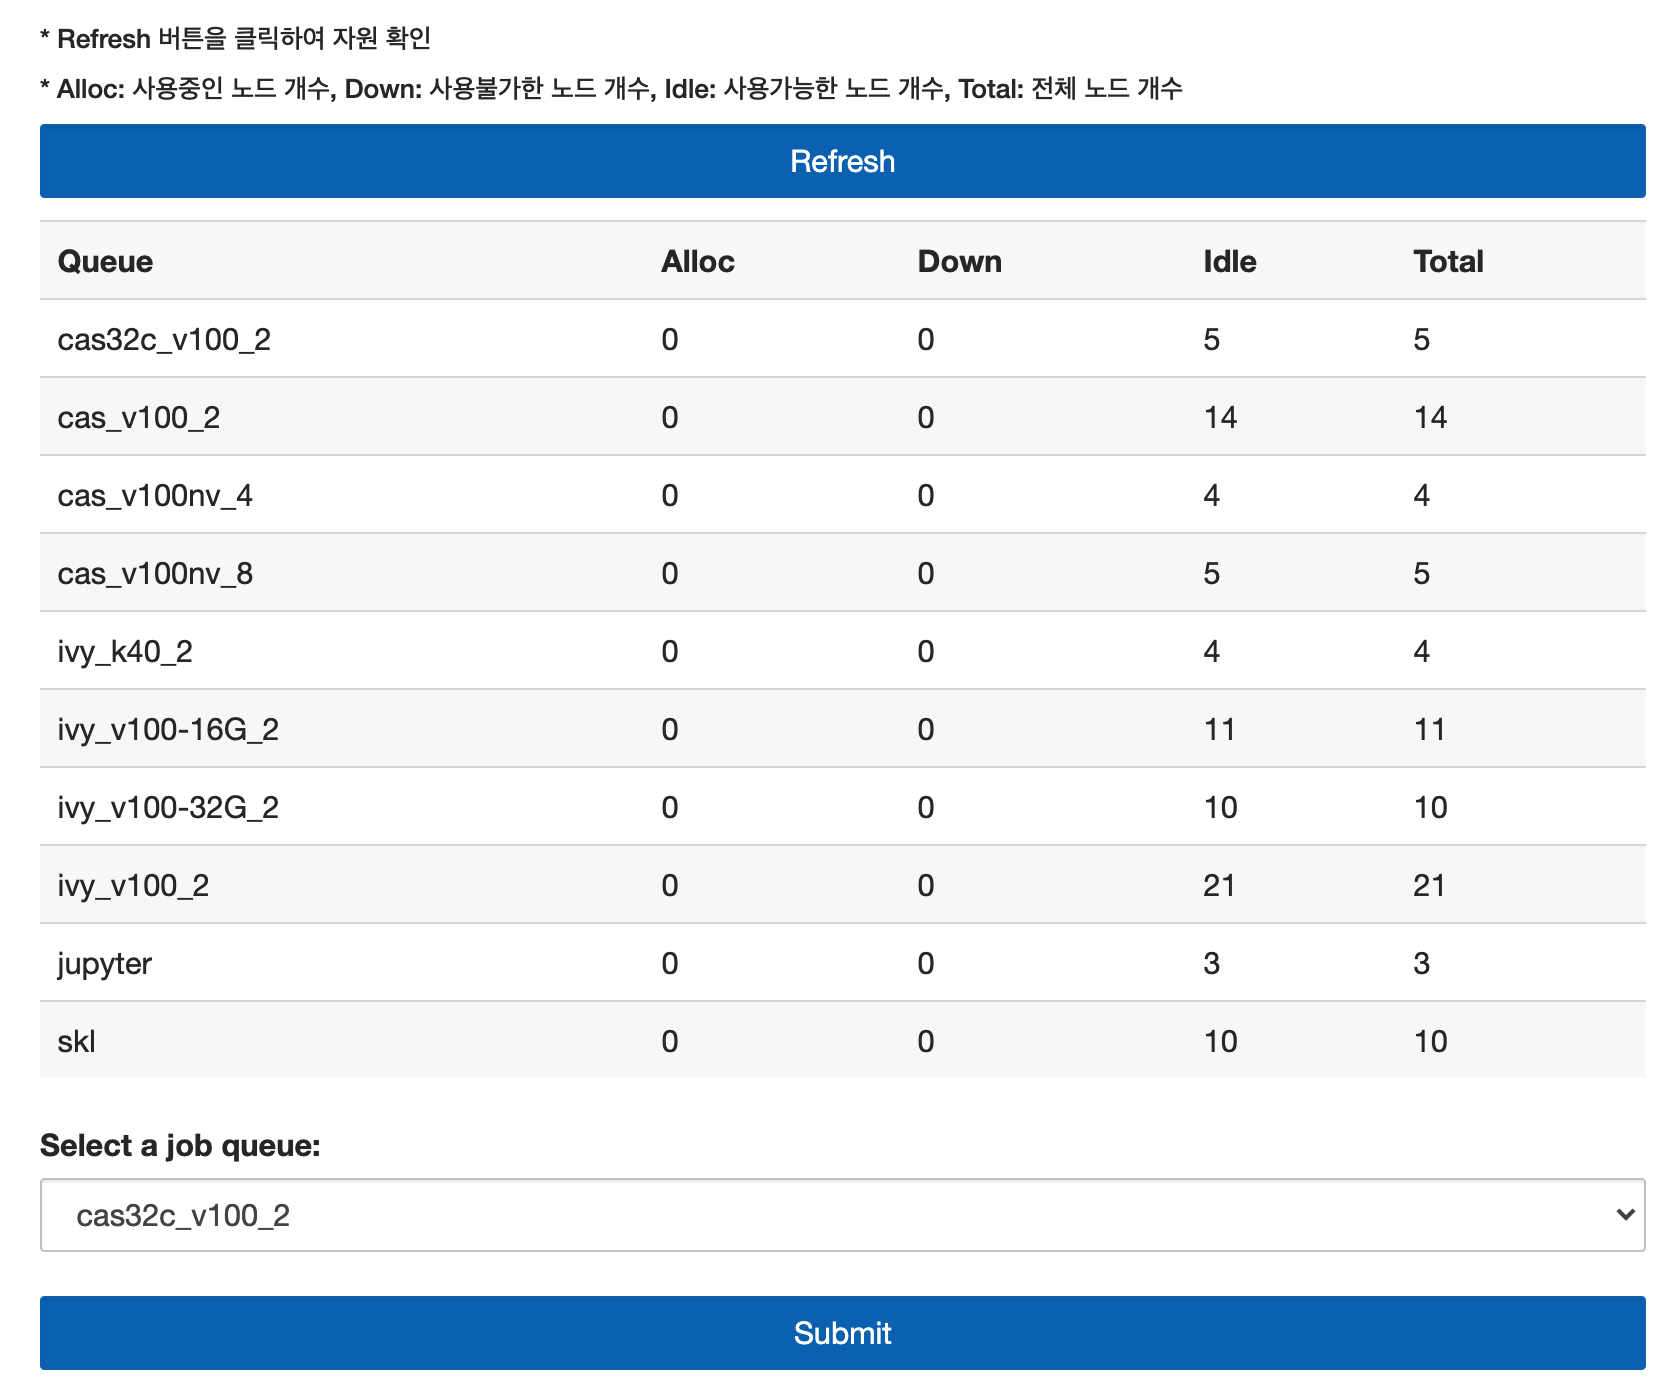 * Refresh 버튼을 클릭하여 자원 확인
* Alloc: 사용중인 노드 개수, Down: 사용불가한 노드 개수, Idle: 사용가능한 노드 개수, Total: 전체 노드 개수
Refresh
Queue Alloc Down Idle Total
cas32c_v100_2 0 0 5 5
cas_v100_2 0 0 14 14
cas_v100nv_4 0 0 4 4
cas_v100nv_8 0 0 5 5
ivy_k40_2 0 0 4 4
ivy_v100-16G_2 0 0 11 11
ivy_v100-32G_2 0 0 10 10
ivy_v100_2 0 0 21 21
jupyter 0 0 3 3
skl 0 0 10 10
Select a job queue:
cas32c_v100_2
Submit